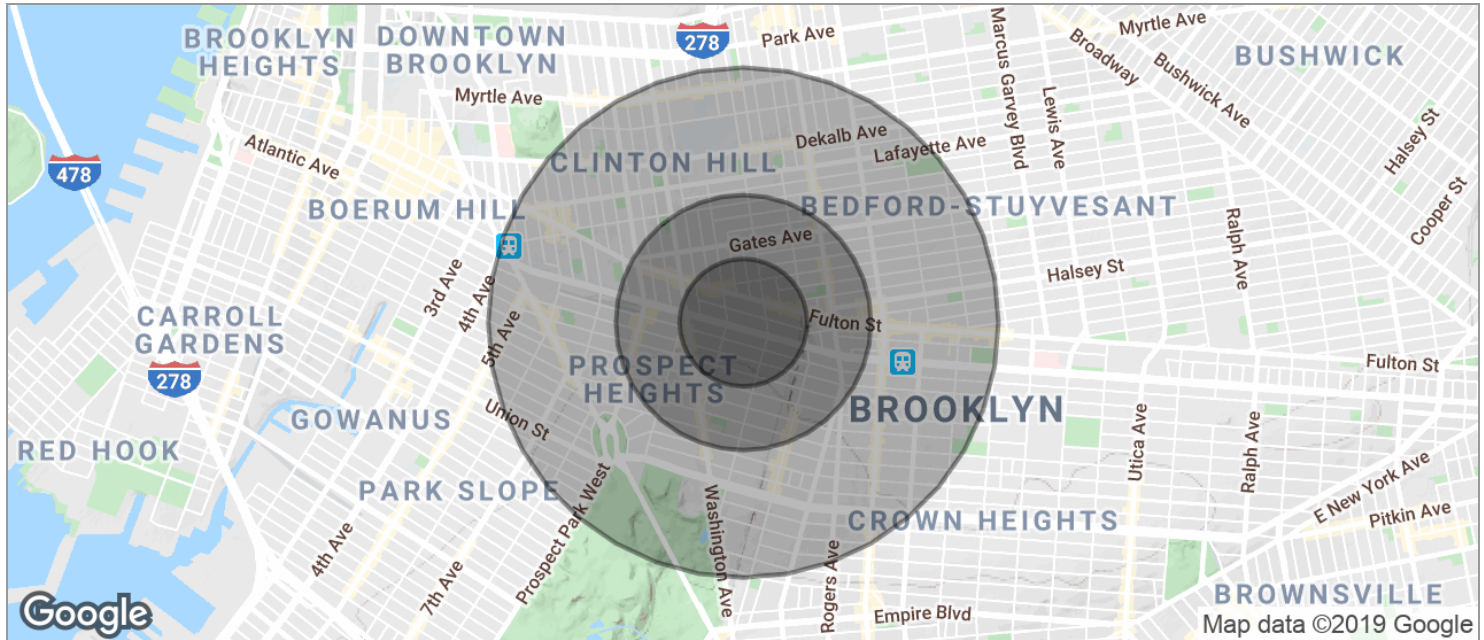 Myrtle Ave
BROOKLYN
HEIGHTS
DOWNTOWN
BROOKLYN
278
Park Ave
Marcus Garvey Blvd
Broadway
BUSHWICK
Bushwick Ave
Myrtle Ave
Lewis Ave
Halsey St
Dekalb Ave
Lafayette Ave
Atlantic Ave
478
CLINTON HILL
BOERUM HILL
BEDFORD-STUYVESANT
Cooper St
Gates Ave
Ralph Ave
Halsey St
3rd Ave
4th Ave
5th Ave
CARROLL
GARDENS
Fulton St
278
PROSPECT
HEIGHTS
Fulton St
BROOKLYN
GOWANUS
Union St
Utica Ave
Ralph Ave
RED HOOK
PARK SLOPE
Prospect Park West
Washington Ave
E New York Ave
CROWN HEIGHTS
Pitkin Ave
4th Ave
7th Ave
Rogers Ave
BROWNSVILLE
Empire Blvd
Google
Map data ©2019 Google